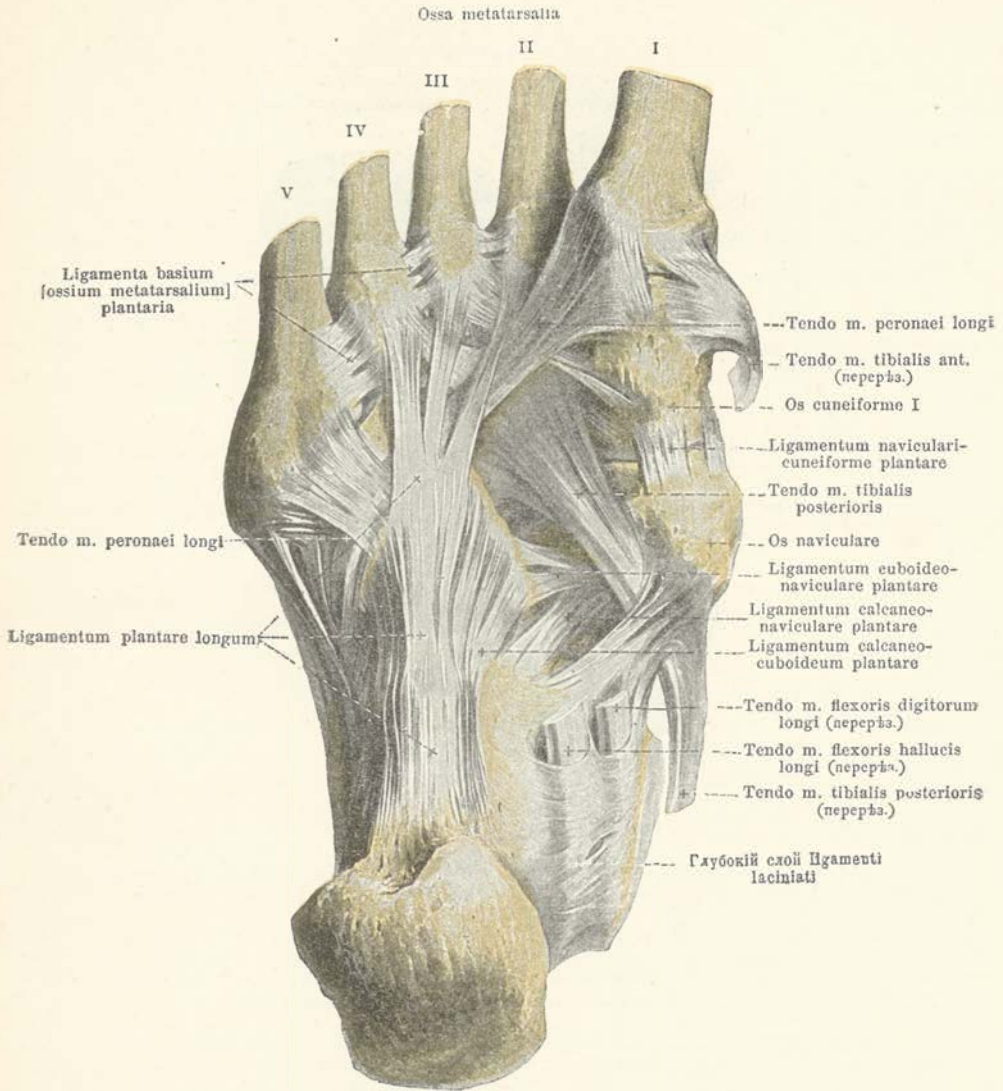 Ossa metatarsalia
I
II
III
IV
V
Ligamenta basium
[ossium metatarsalium]
plantaria
Tendo m. peronaei longi
Ligamentum plantare longum
Tendo m. peronaei longi
Tendo m. tibialis ant.
(перерѣз.)
Os cuneiforme I
Ligamentum naviculari-
cuneiforme plantare
Tendo m. tibialis
posterioris
Os naviculare
Ligamentum cuboideo-
naviculare plantare
Ligamentum calcaneo-
naviculare plantare
Ligamentum calcaneo-
cuboideum plantare
Tendo m. flexoris digitorum
longi (перерѣз.)
Tendo m. flexoris hallucis
longi (перерѣз.)
Tendo m. tibialis posterioris
(перерѣз.)
Глубокій слой ligamenti
laciniati